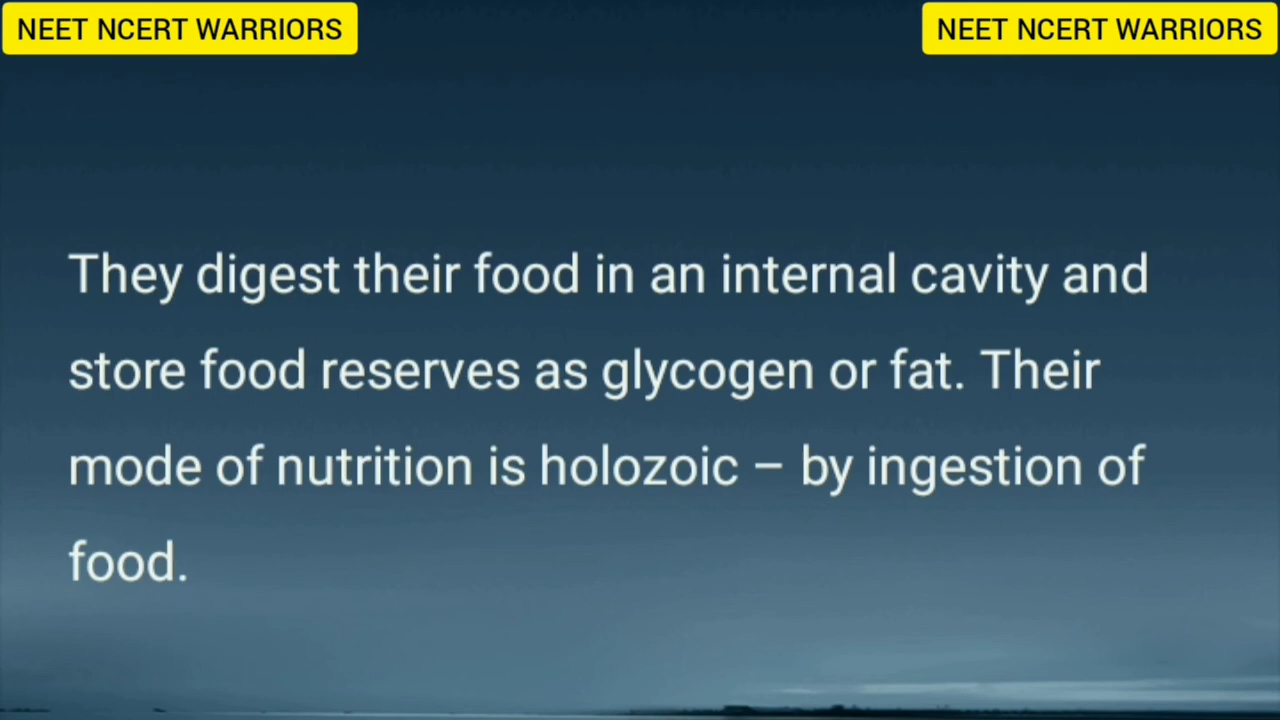 NEET NCERT WARRIORS
NEET NCERT WARRIORS
They digest their food in an internal cavity and
store food reserves as glycogen or fat. Their
mode of nutrition is holozoic – by ingestion of
food.